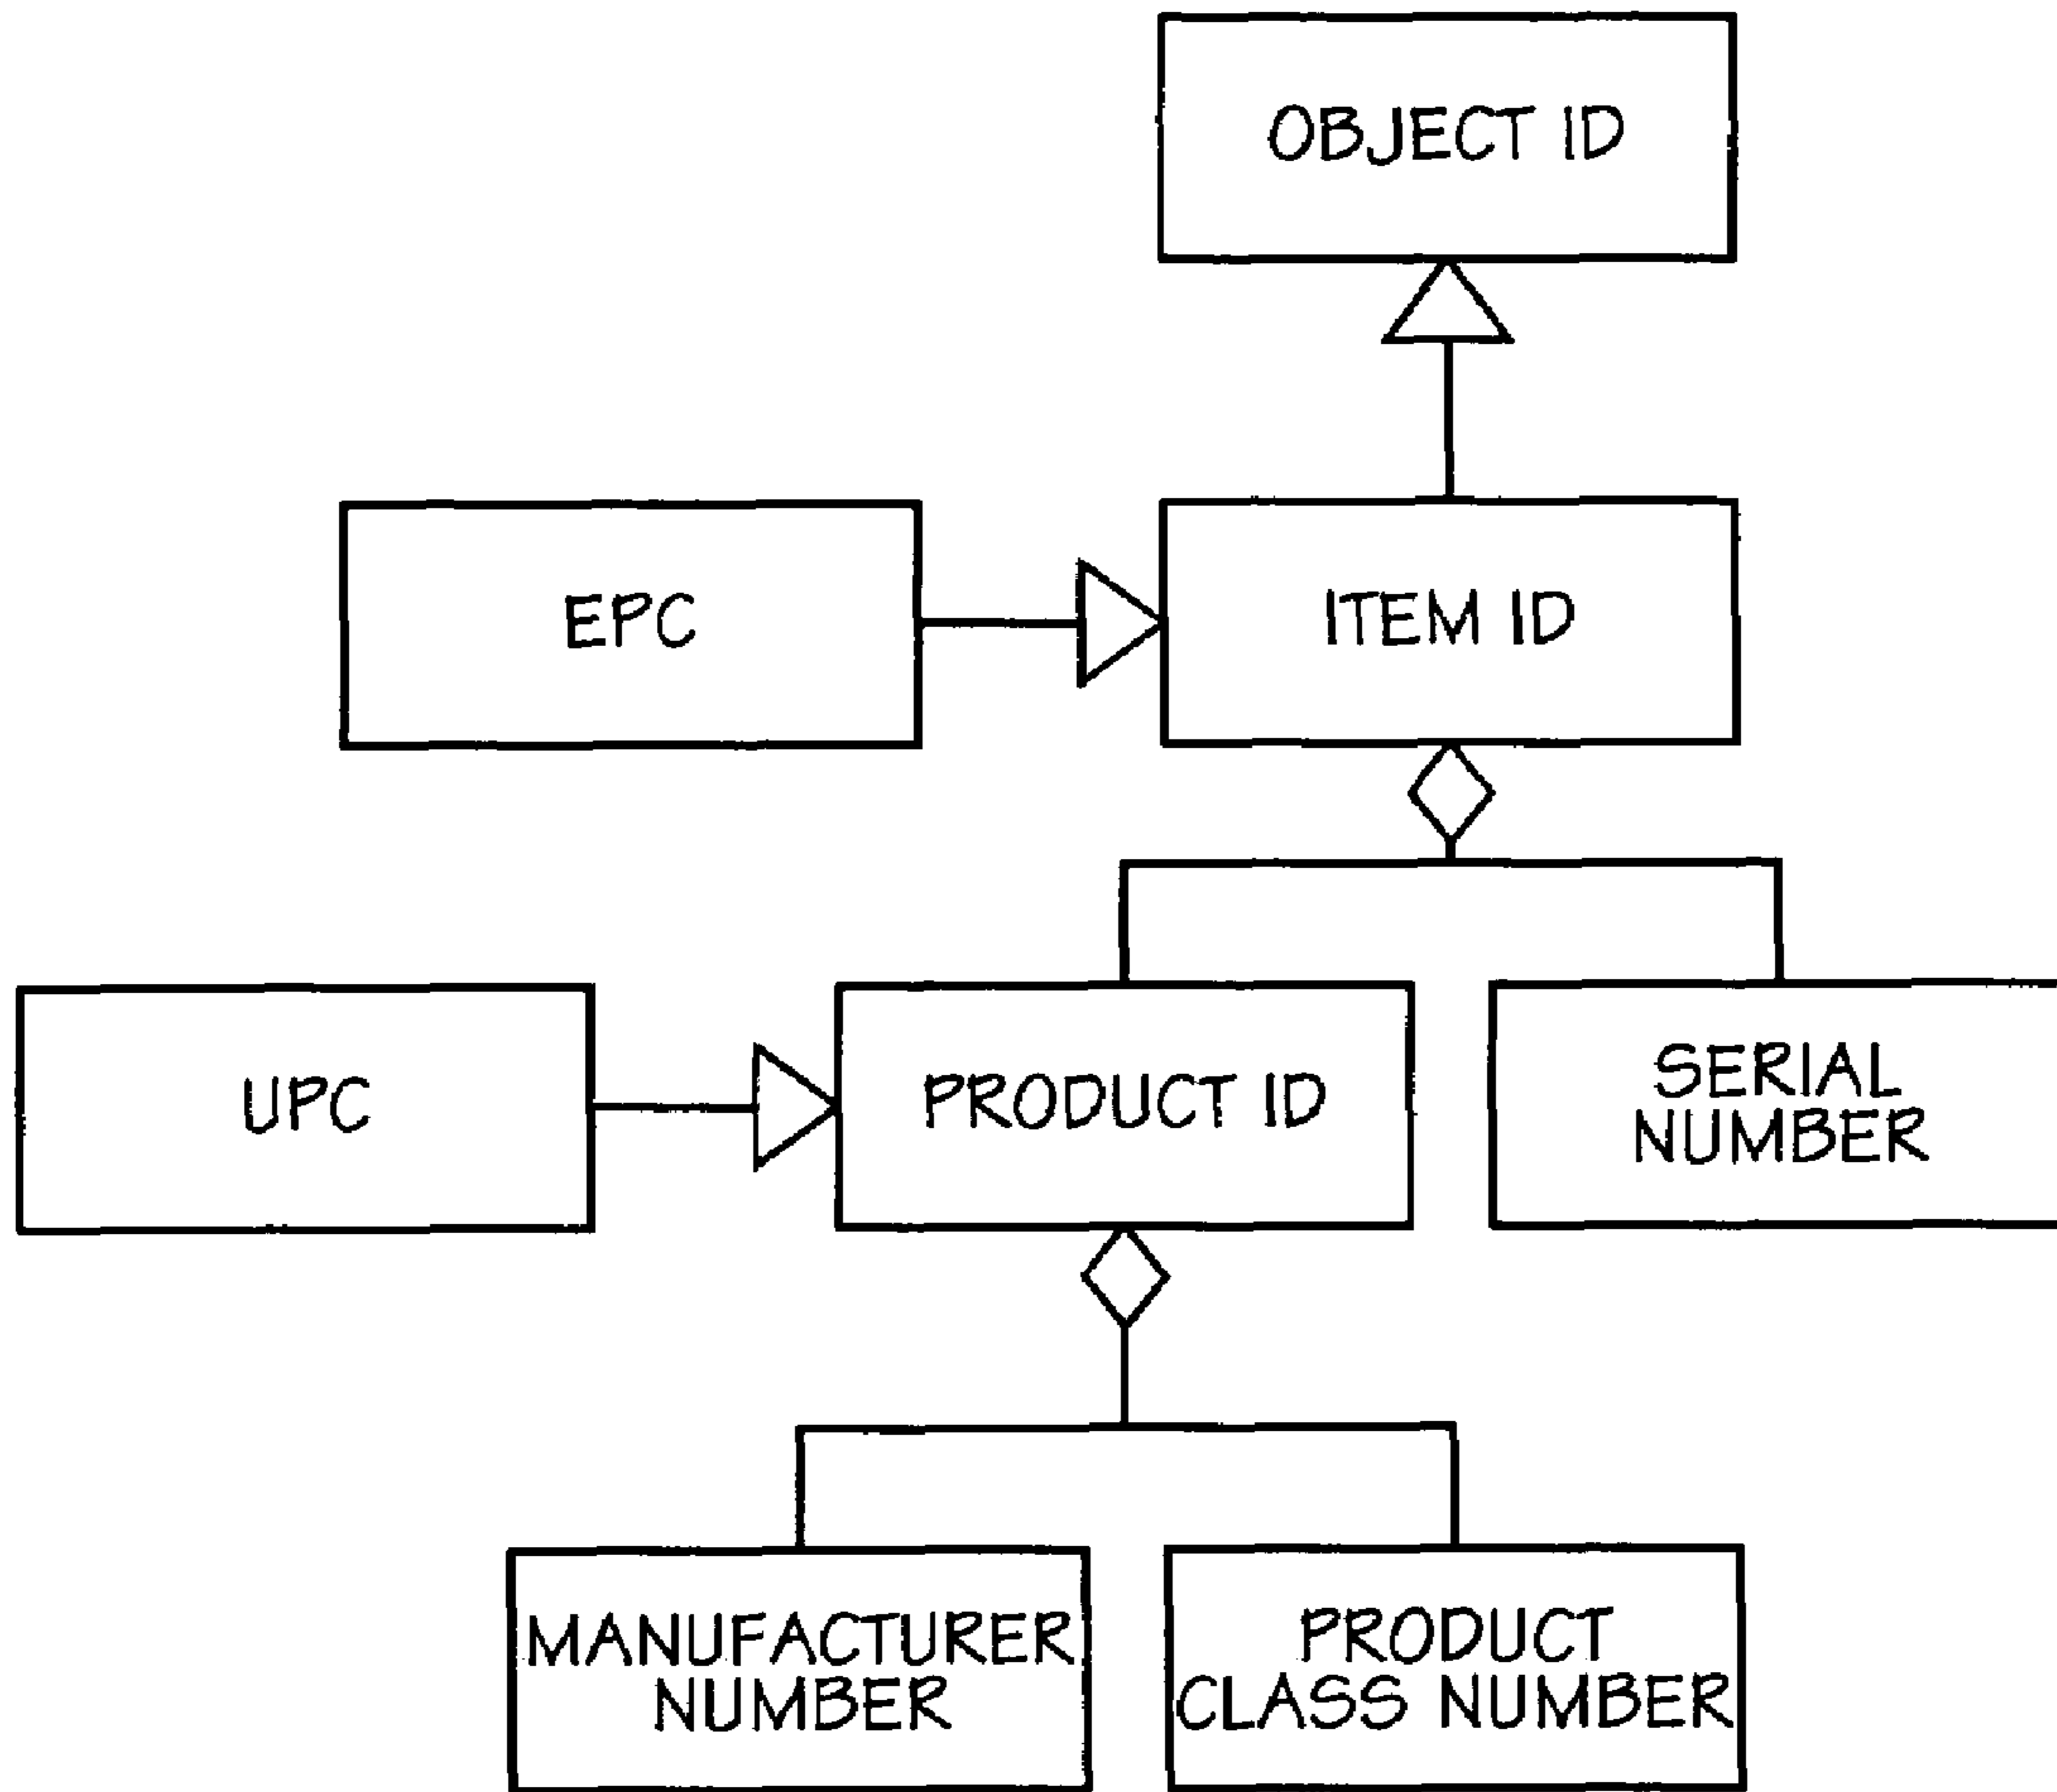 OBJECT ID
EPC
ITEM ID
UPC
PRODUCT ID
SERIAL
NUMBER
MANUFACTURER
NUMBER
PRODUCT
CLASS NUMBER